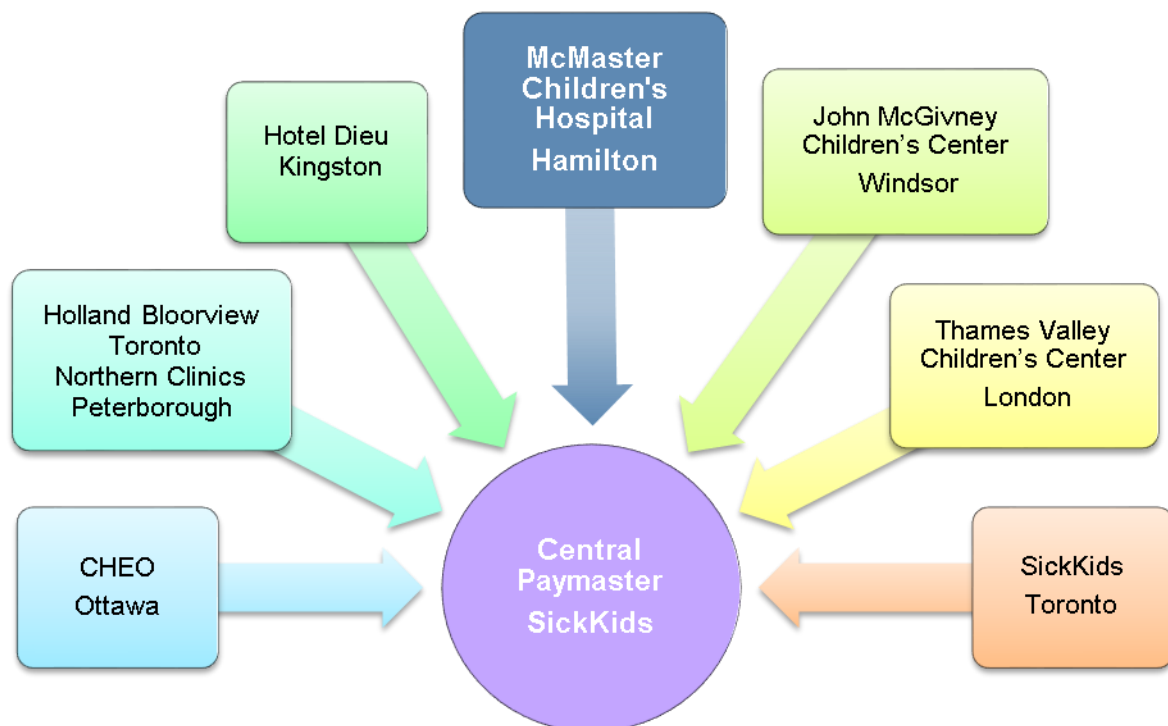 McMaster
Children's
Hospital
Hamilton
Hotel Dieu
Kingston
John McGivney
Children’s Center
Windsor
Holland Bloorview
Toronto
Northern Clinics
Peterborough
Thames Valley
Children’s Center
London
CHEO
Ottawa
Central
Paymaster
SickKids
SickKids
Toronto